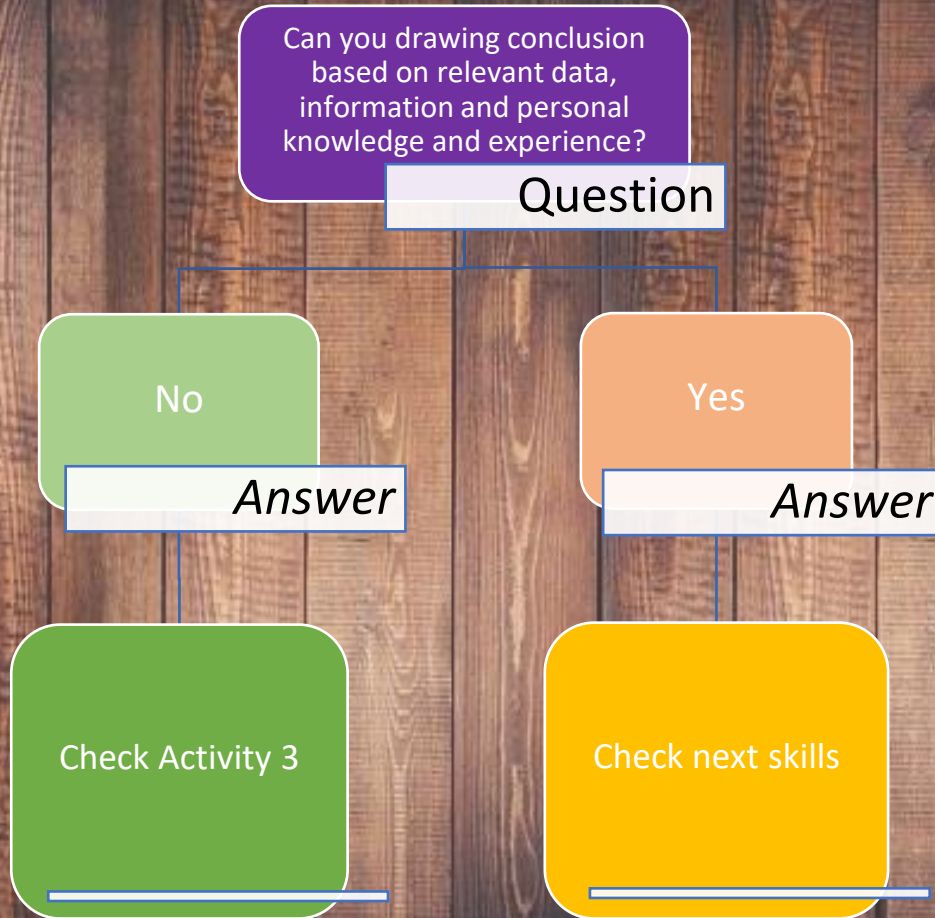 Can you drawing conclusion
based on relevant data,
information and personal
knowledge and experience?
Question
No
Yes
Answer
Answer
Check Activity 3
Check next skills